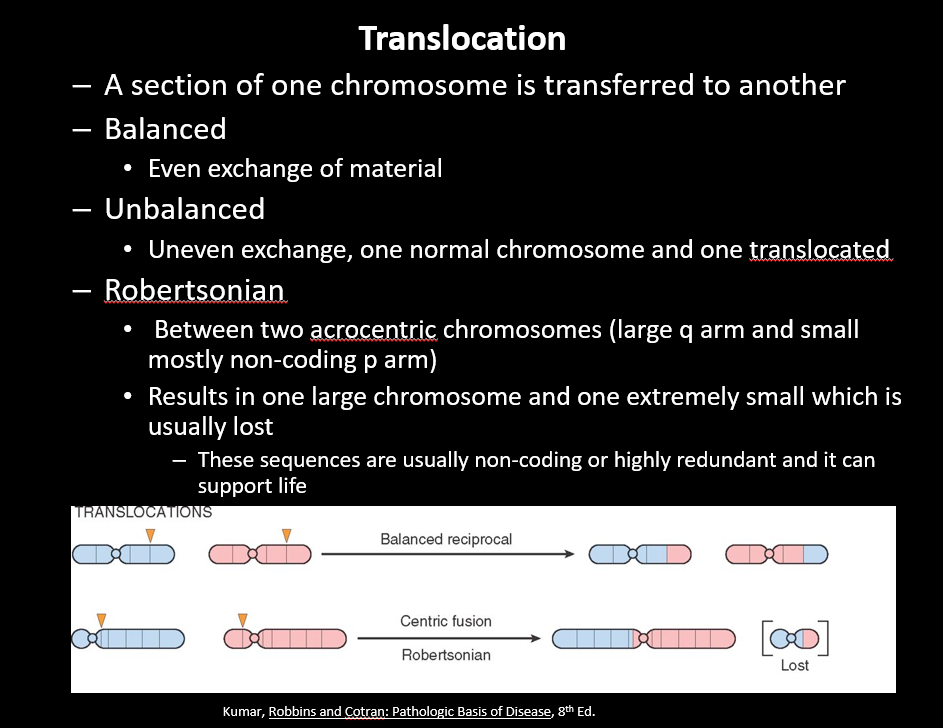 Translocation
– A section of one chromosome is transferred to another
– Balanced
• Even exchange of material
– Unbalanced
• Uneven exchange, one normal chromosome and one translocated
– Robertsonian
• Between two acrocentric chromosomes (large q arm and small
mostly non-coding p arm)
• Results in one large chromosome and one extremely small which is
usually lost
– These sequences are usually non-coding or highly redundant and it can
support life
TRANSLOCATIONS
Balanced reciprocal
Centric fusion
Robertsonian
Lost
Kumar, Robbins and Cotran: Pathologic Basis of Disease, 8th Ed.